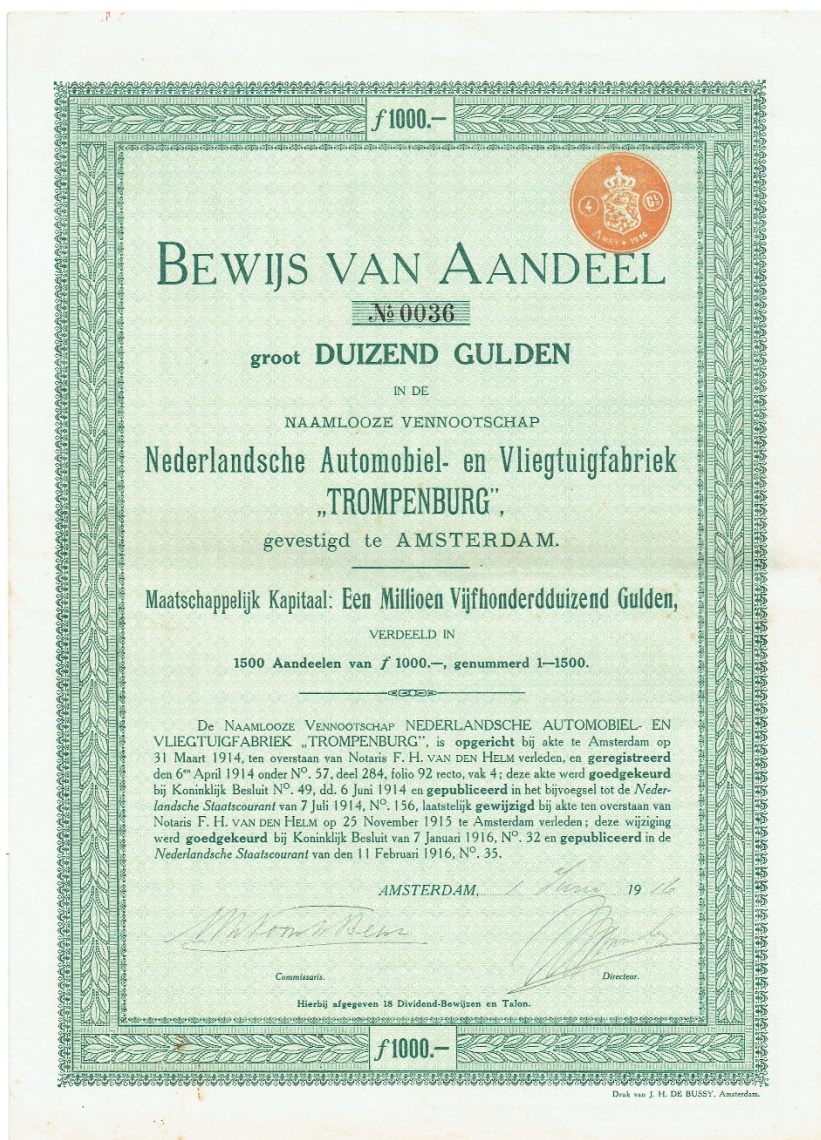 ƒ 1000.—
4 Gl.
AMST * 1916
BEWIJS VAN AANDEEL
No. 0036
groot DUIZEND GULDEN
IN DE
NAAMLOOZE VENNOOTSCHAP
Nederlandsche Automobiel- en Vliegtuigfabriek
„TROMPENBURG”,
gevestigd te AMSTERDAM.
Maatschappelijk Kapitaal: Een Millioen Vijfhonderdduizend Gulden,
VERDEELD IN
1500 Aandeelen van ƒ 1000.—, genummerd 1—1500.
De NAAMLOOZE VENNOOTSCHAP NEDERLANDSCHE AUTOMOBIEL- EN
VLIEGTUIGFABRIEK „TROMPENBURG”, is opgericht bij akte te Amsterdam op
31 Maart 1914, ten overstaan van Notaris F. H. VAN DEN HELM verleden, en geregistreerd
den 6en April 1914 onder No. 57, deel 284, folio 92 recto, vak 4; deze akte werd goedgekeurd
bij Koninklijk Besluit No. 49, dd. 6 Juni 1914 en gepubliceerd in het bijvoegsel tot de Neder-
landsche Staatscourant van 7 Juli 1914, No. 156, laatstelijk gewijzigd bij akte ten overstaan van
Notaris F. H. VAN DEN HELM op 25 November 1915 te Amsterdam verleden; deze wijziging
werd goedgekeurd bij Koninklijk Besluit van 7 Januari 1916, No. 32 en gepubliceerd in de
Nederlandsche Staatscourant van den 11 Februari 1916, No. 35.
AMSTERDAM, 1 Juni 1916
Commissaris. Directeur.
Hierbij afgegeven 18 Dividend-Bewijzen en Talon.
ƒ 1000.—
Druk van J. H. DE BUSSY, Amsterdam.